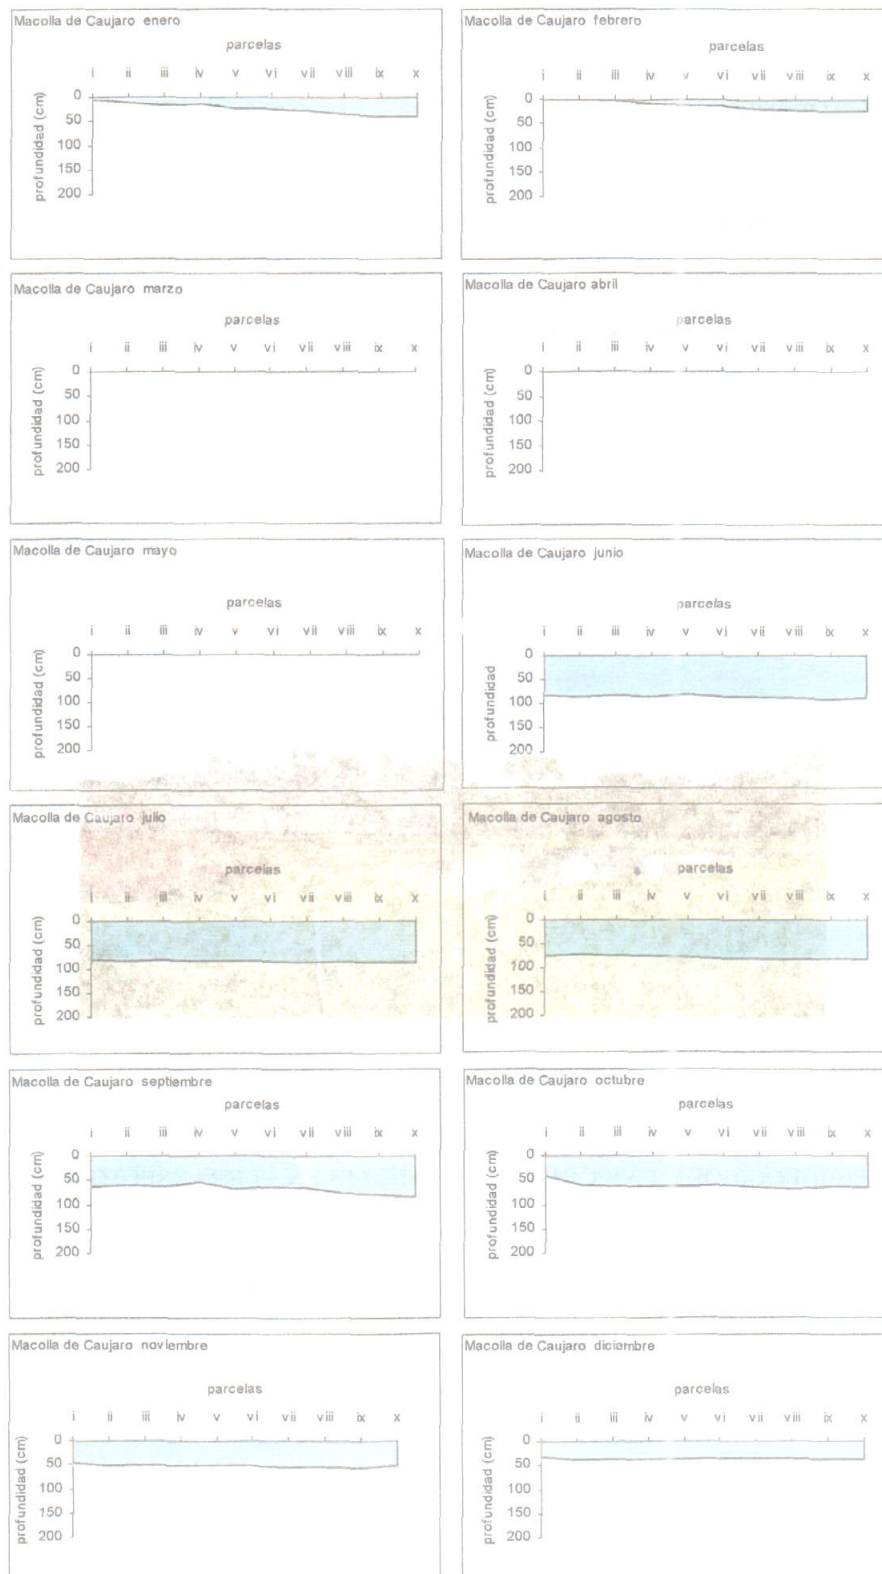 Macolla de Caujaro enero
parcelas
i ii iii iv v vi vii viii ix x
profundidad (cm)
0
50
100
150
200
Macolla de Caujaro febrero
parcelas
i ii iii iv v vi vii viii ix x
profundidad (cm)
0
50
100
150
200
Macolla de Caujaro marzo
parcelas
i ii iii iv v vi vii viii ix x
profundidad (cm)
0
50
100
150
200
Macolla de Caujaro abril
parcelas
i ii iii iv v vi vii viii ix x
profundidad (cm)
0
50
100
150
200
Macolla de Caujaro mayo
parcelas
i ii iii iv v vi vii viii ix x
profundidad (cm)
0
50
100
150
200
Macolla de Caujaro junio
parcelas
i ii iii iv v vi vii viii ix x
profundidad
0
50
100
150
200
Macolla de Caujaro julio
parcelas
i ii iii iv v vi vii viii ix x
profundidad (cm)
0
50
100
150
200
Macolla de Caujaro agosto
parcelas
i ii iii iv v vi vii viii ix x
profundidad (cm)
0
50
100
150
200
Macolla de Caujaro septiembre
parcelas
i ii iii iv v vi vii viii ix x
profundidad (cm)
0
50
100
150
200
Macolla de Caujaro octubre
parcelas
i ii iii iv v vi vii viii ix x
profundidad (cm)
0
50
100
150
200
Macolla de Caujaro noviembre
parcelas
i ii iii iv v vi vii viii ix x
profundidad (cm)
0
50
100
150
200
Macolla de Caujaro diciembre
parcelas
i ii iii iv v vi vii viii ix x
profundidad (cm)
0
50
100
150
200